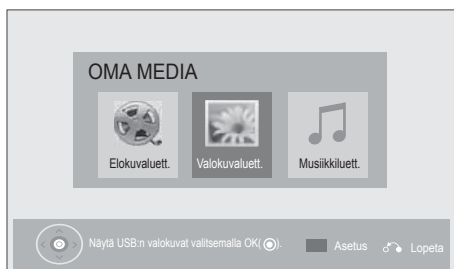 OMA MEDIA
Elokuvaluett.
Valokuvaluett.
Musiikkiluett.
Näytä USB:n valokuvat valitsemalla OK( ).
Asetus
Lopeta